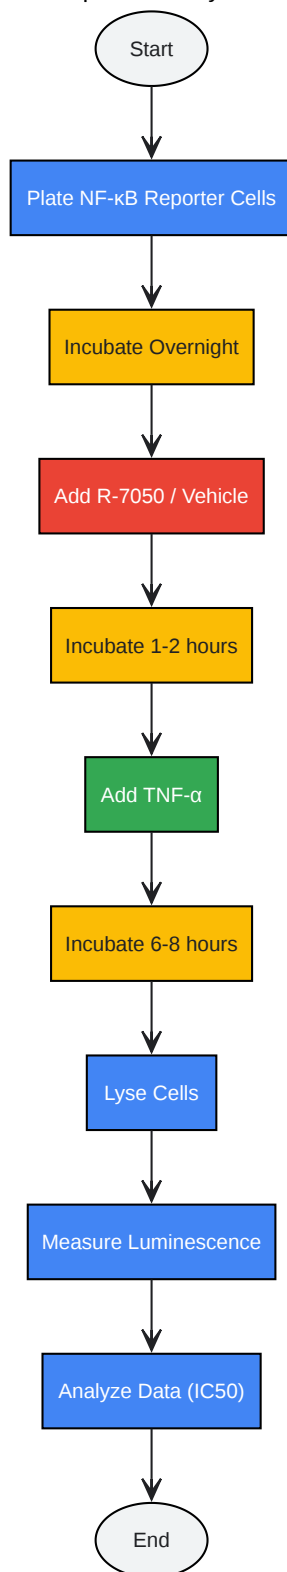 Start
Plate NF-κB Reporter Cells
Incubate Overnight
Add R-7050 / Vehicle
Incubate 1-2 hours
Add TNF-α
Incubate 6-8 hours
Lyse Cells
Measure Luminescence
Analyze Data (IC50)
End